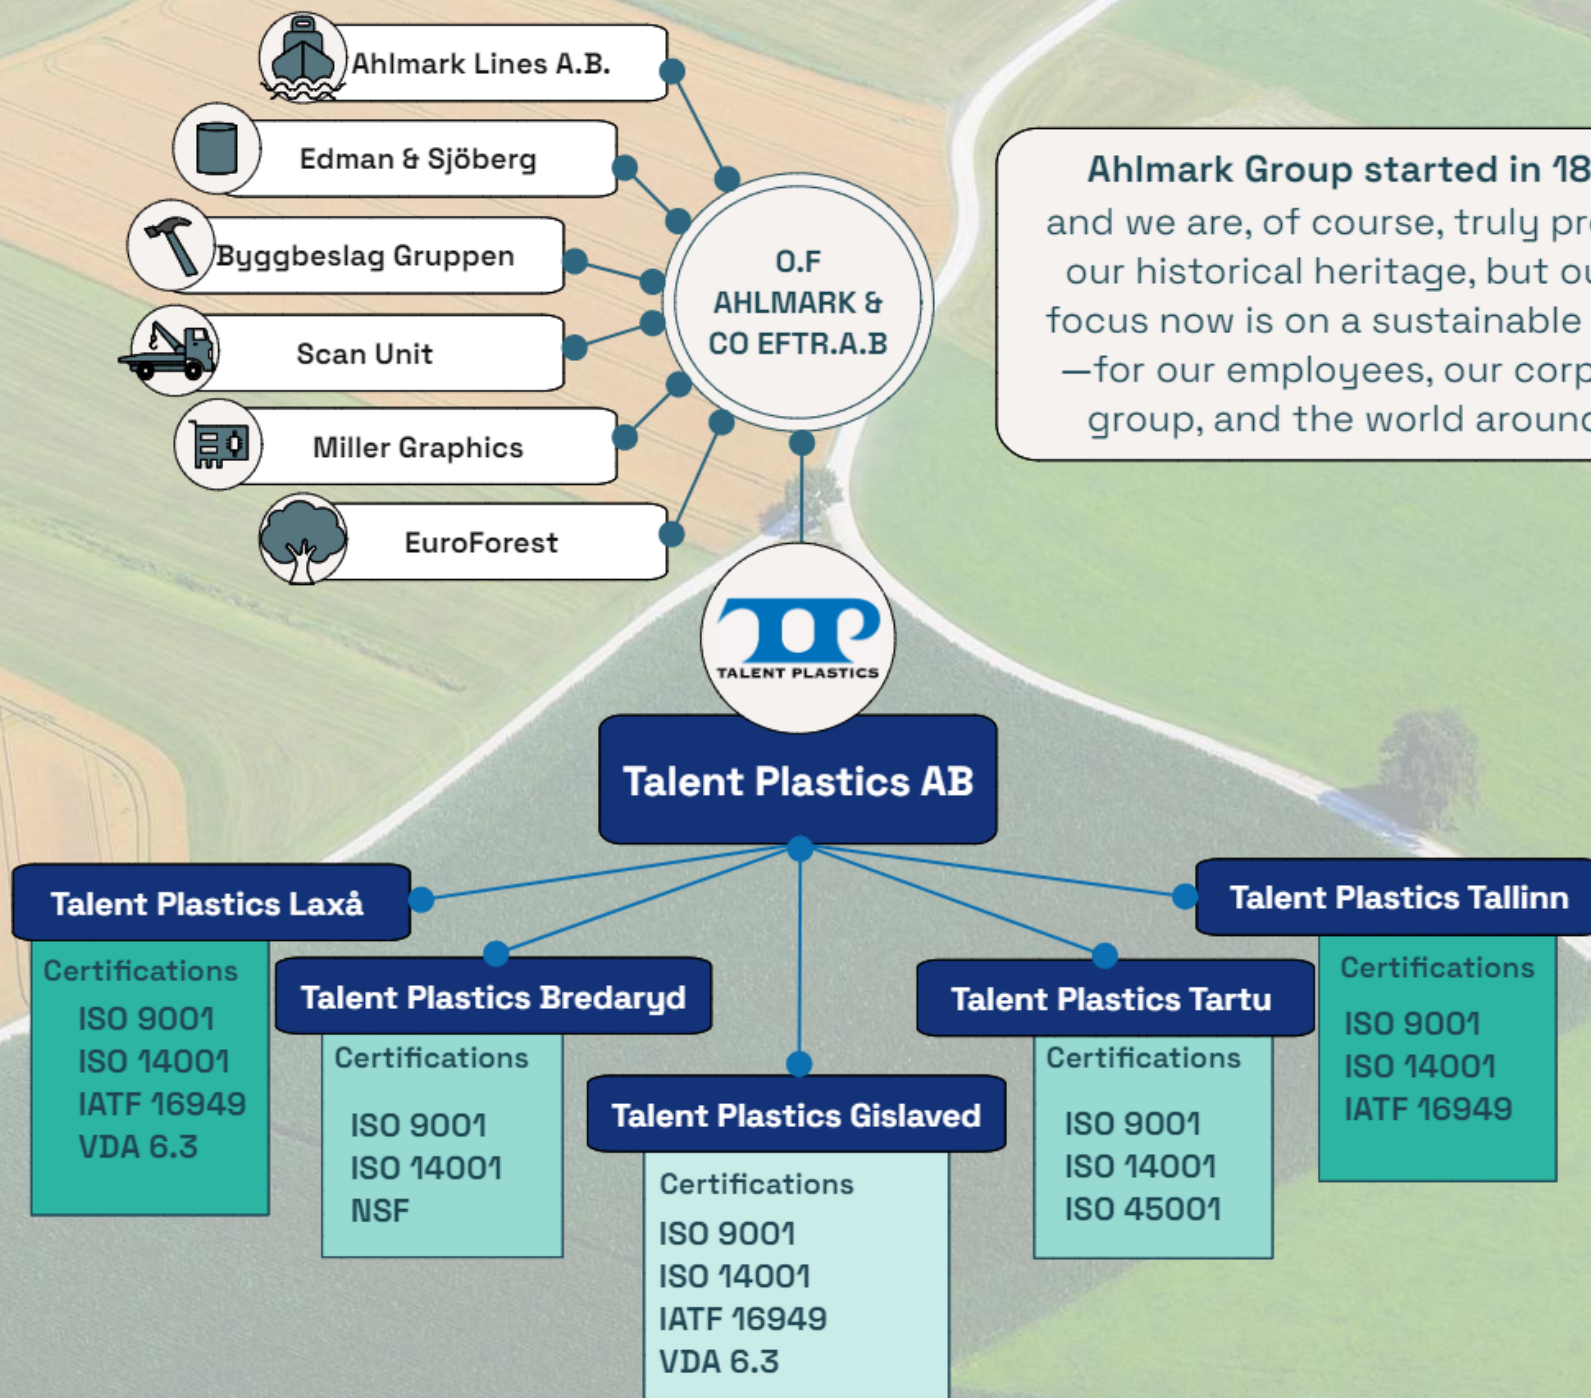 Ahlmark Lines A.B.
Edman & Sjöberg
Byggbeslag Gruppen
Scan Unit
Miller Graphics
EuroForest
O.F
AHLMARK &
CO EFTR.A.B
Ahlmark Group started in 18
and we are, of course, truly
our historical heritage, but
focus now is on a sustainable
—for our employees, our
group, and the world
TALENT PLASTICS
Talent Plastics AB
Talent Plastics Laxå
Certifications
ISO 9001
ISO 14001
IATF 16949
VDA 6.3
Talent Plastics Bredaryd
Certifications
ISO 9001
ISO 14001
NSF
Talent Plastics Gislaved
Certifications
ISO 9001
ISO 14001
IATF 16949
VDA 6.3
Talent Plastics Tartu
Certifications
ISO 9001
ISO 14001
ISO 45001
Talent Plastics Tallinn
Certifications
ISO 9001
ISO 14001
IATF 16949